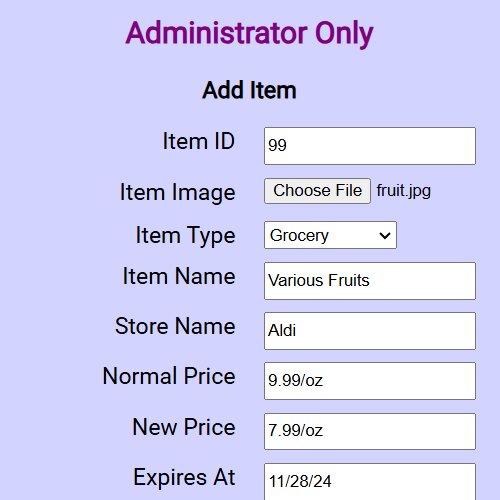 Administrator Only
Add Item
Item ID 99
Item Image Choose File fruit.jpg
Item Type Grocery
Item Name Various Fruits
Store Name Aldi
Normal Price 9.99/oz
New Price 7.99/oz
Expires At 11/28/24